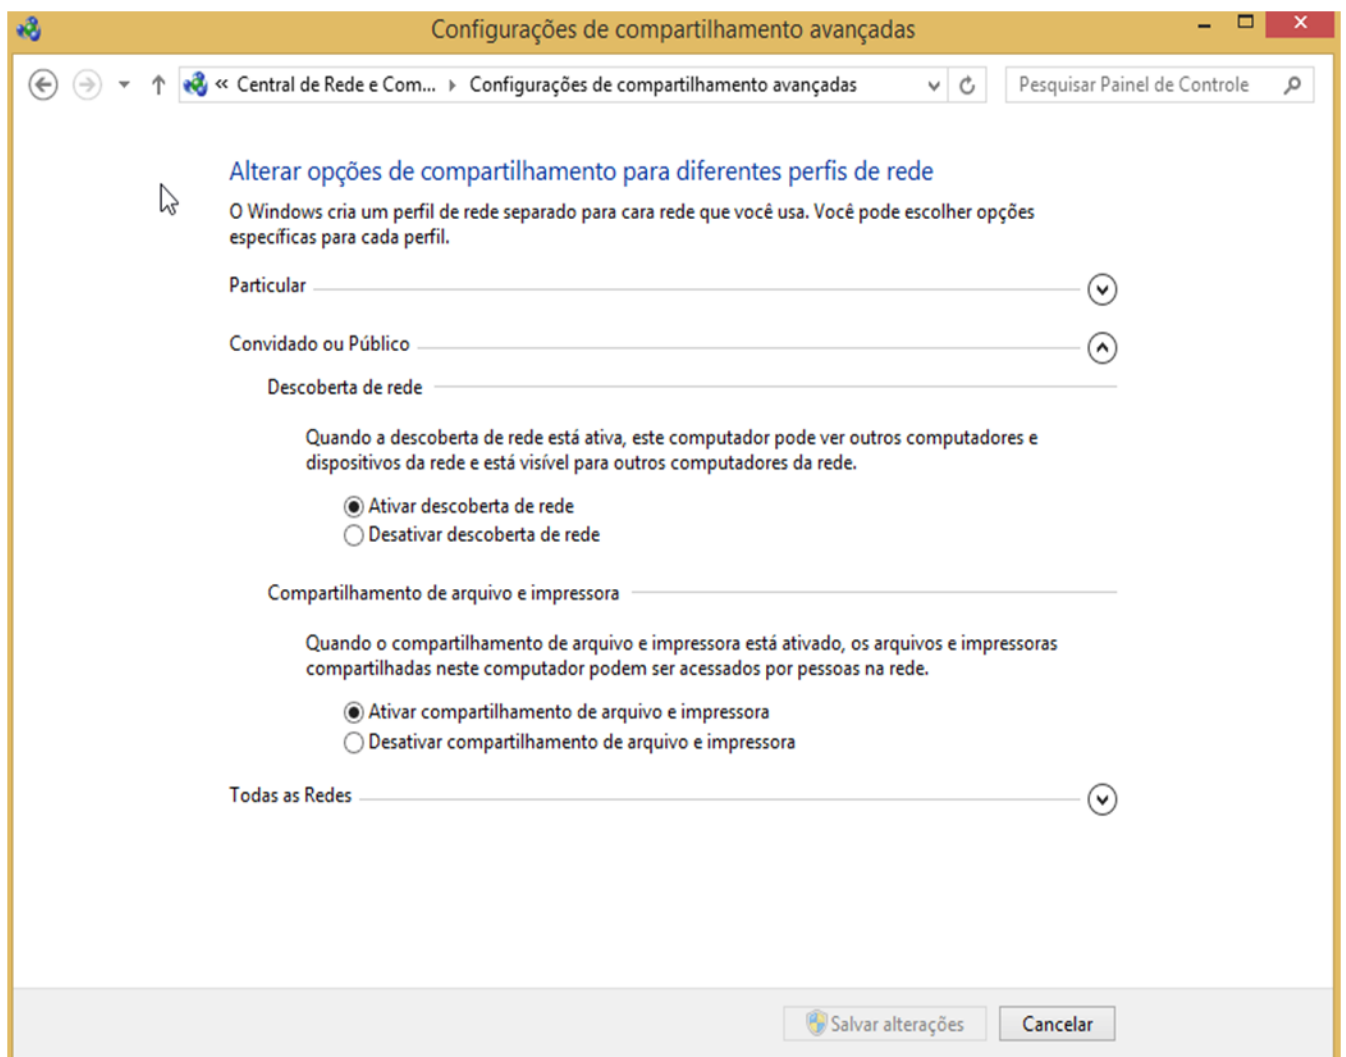 Configurações de compartilhamento avançadas
« Central de Rede e Com... Configurações de compartilhamento avançadas
Pesquisar Painel de Controle
Alterar opções de compartilhamento para diferentes perfis de rede
O Windows cria um perfil de rede separado para cara rede que você usa. Você pode escolher opções
específicas para cada perfil.
Particular
Convidado ou Público
Descoberta de rede
Quando a descoberta de rede está ativa, este computador pode ver outros computadores e
dispositivos da rede e está visível para outros computadores da rede.
Ativar descoberta de rede
Desativar descoberta de rede
Compartilhamento de arquivo e impressora
Quando o compartilhamento de arquivo e impressora está ativado, os arquivos e impressoras
compartilhadas neste computador podem ser acessados por pessoas na rede.
Ativar compartilhamento de arquivo e impressora
Desativar compartilhamento de arquivo e impressora
Todas as Redes
Salvar alterações
Cancelar